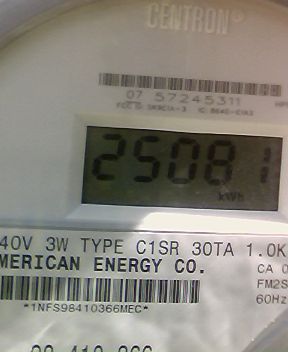 CENTRON®
07 57245311
2508
kWh
40V 3W TYPE C1SR 30TA 1.0K
MERICAN ENERGY CO.
CA 0
FM2S
60Hz
*1NFS98410366MEC*